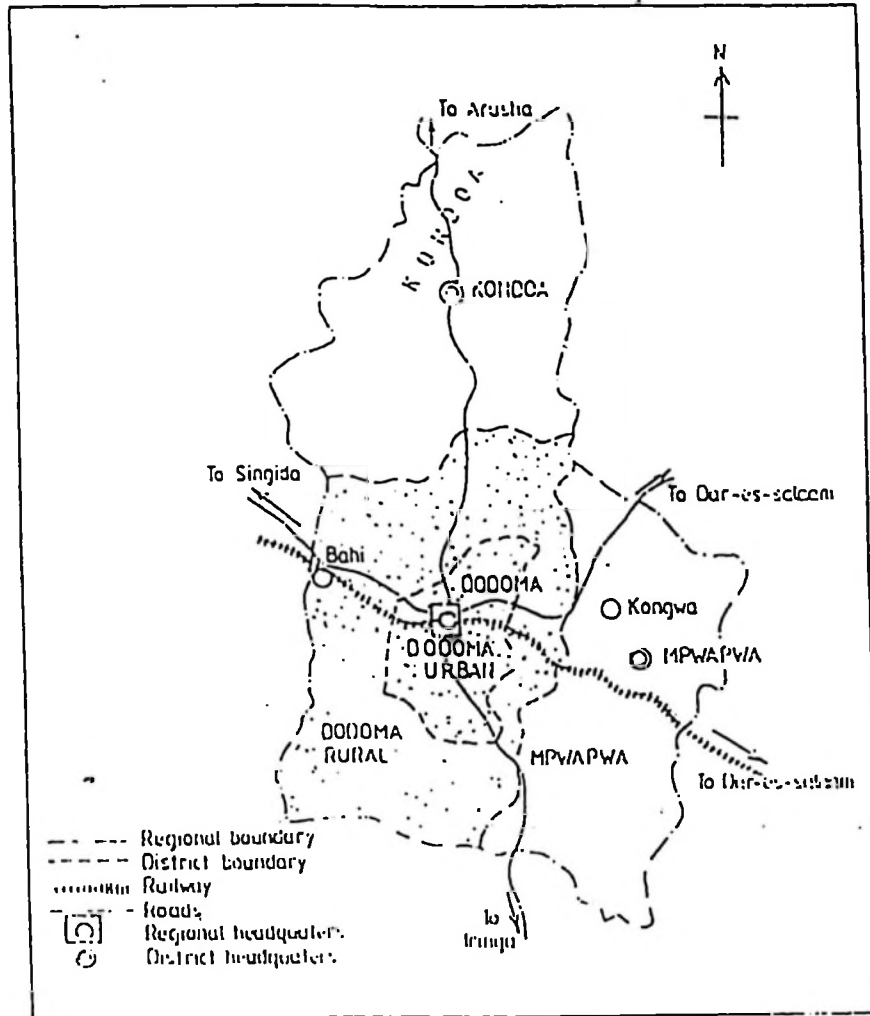 N
To Arusha
KONDOA
KONDOA
To Singida
To Dar-es-salaam
Bahi
DODOMA
Kongwa
DODOMA
URBAN
MPWAPWA
DODOMA
RURAL
MPWAPWA
To Dar-es-salaam
Regional boundary
District boundary
Railway
Roads
Regional headquaters
District headquaters
To
Iringa